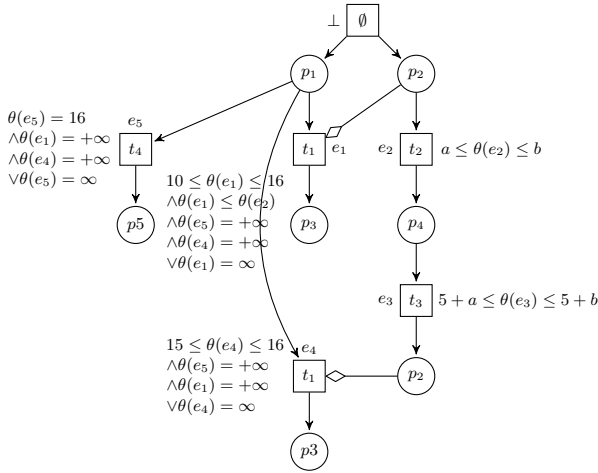 ⊥ ∅
p₁ p₂
θ(e₅) = 16
∧θ(e₁) = +∞
∧θ(e₄) = +∞
∨θ(e₅) = ∞
e₅
t₄
t₁ e₁
e₂ t₂ a ≤ θ(e₂) ≤ b
10 ≤ θ(e₁) ≤ 16
∧θ(e₁) ≤ θ(e₂)
∧θ(e₅) = +∞
∧θ(e₄) = +∞
∨θ(e₁) = ∞
p5 p₃ p₄
e₃ t₃ 5 + a ≤ θ(e₃) ≤ 5 + b
15 ≤ θ(e₄) ≤ 16
∧θ(e₅) = +∞
∧θ(e₁) = +∞
∨θ(e₄) = ∞
e₄
t₁ p₂
p3